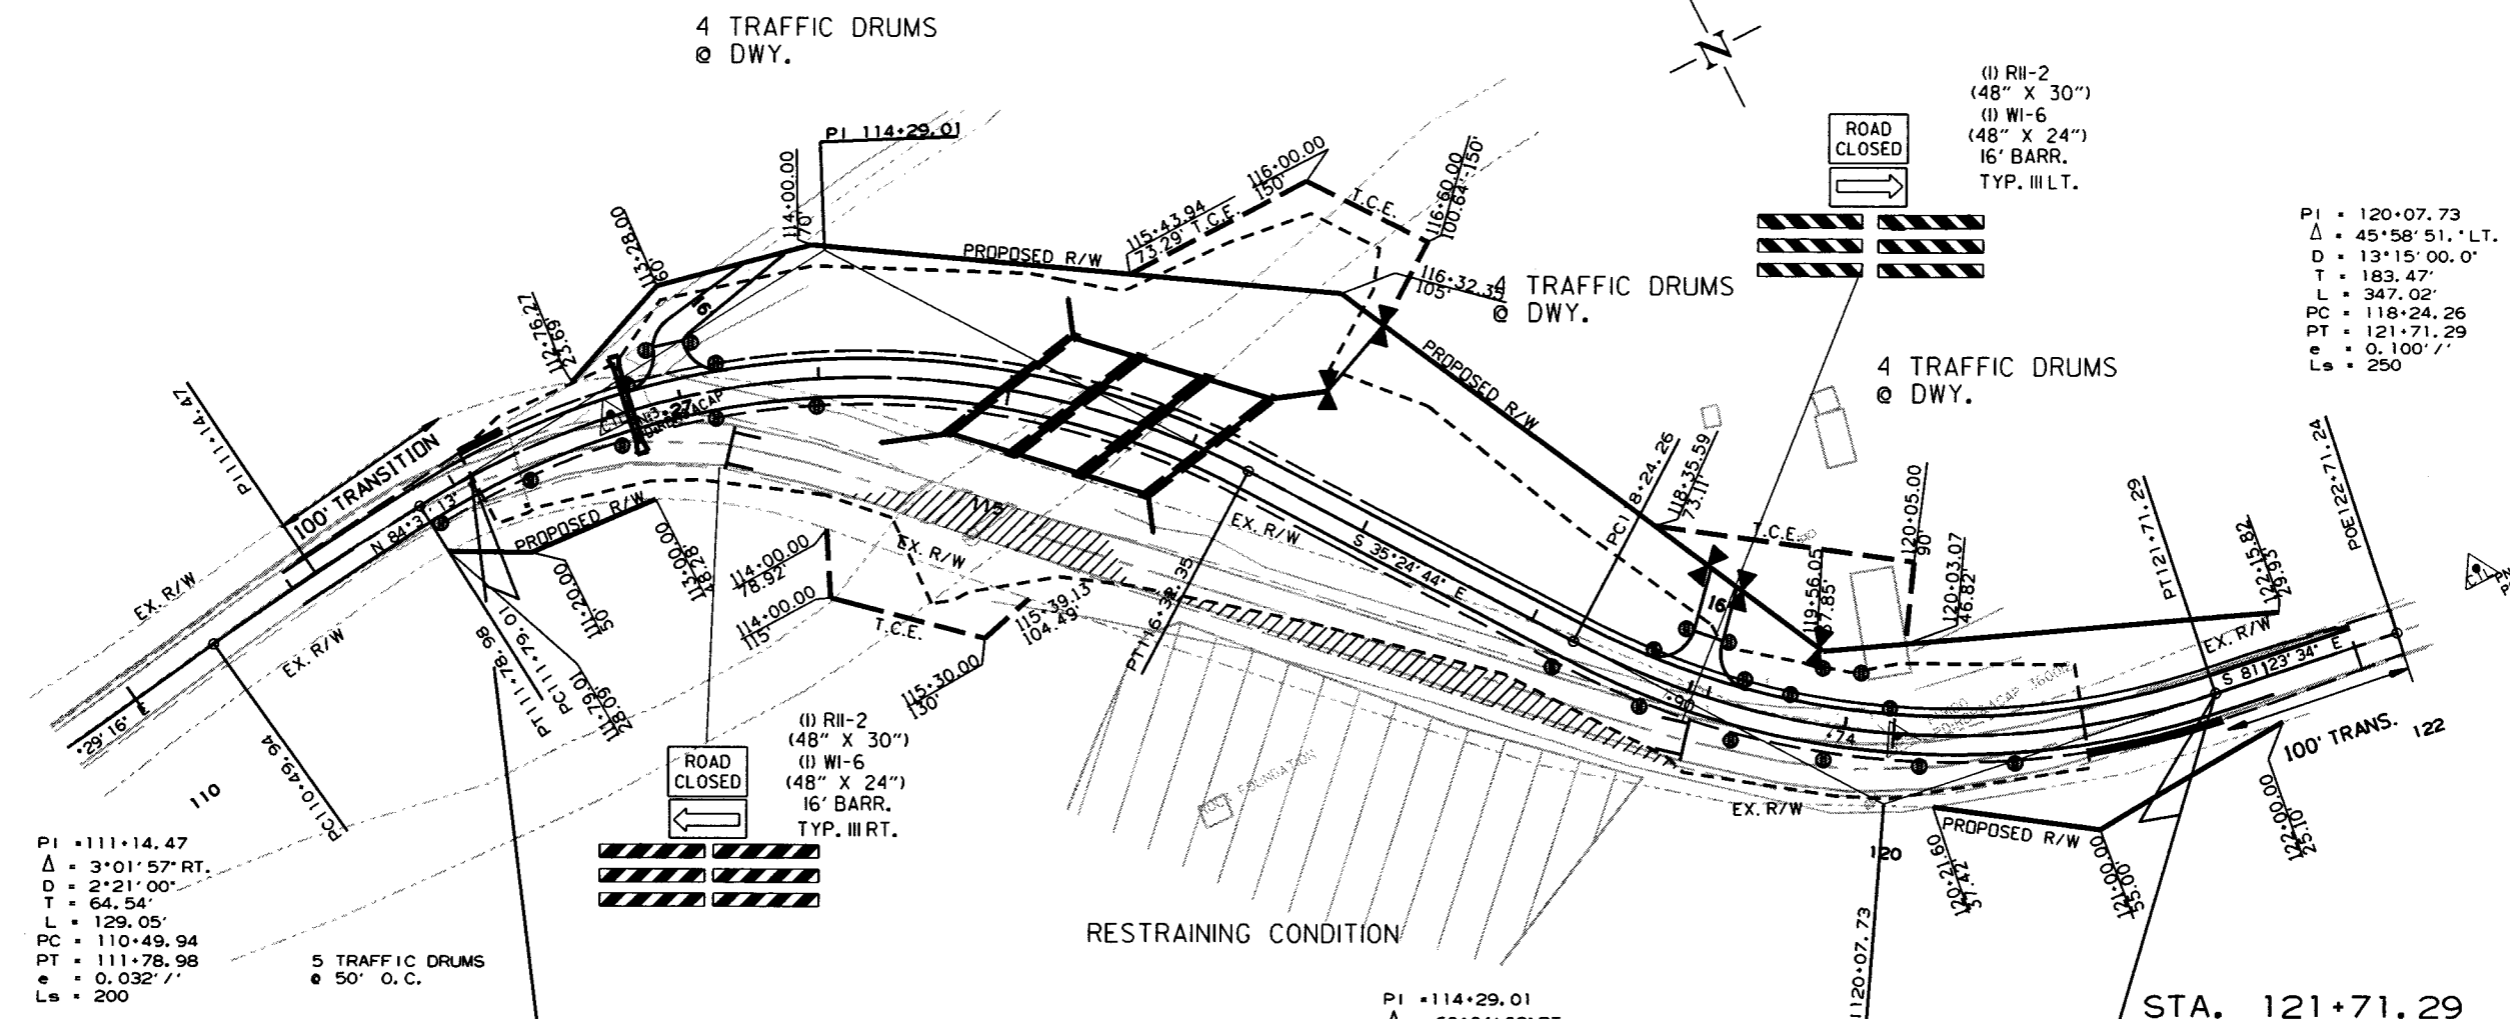 4 TRAFFIC DRUMS
@ DWY.
N
(1) R11-2
(48" X 30")
(1) W1-6
(48" X 24")
16' BARR.
TYP. III LT.
ROAD
CLOSED
PI 114+29.01
114+00.00
70'
113+28.00
60'
112+76.27
23.69'
115+43.94
73.29'
T.C.E.
116+00.00
150'
T.C.E.
116+60.00
100.64'-150'
PROPOSED R/W
116+32.35
105'
4 TRAFFIC DRUMS
@ DWY.
PROPOSED R/W
4 TRAFFIC DRUMS
@ DWY.
PI = 120+07.73
Δ = 45°58'51." LT.
D = 13°15'00.0"
T = 183.47'
L = 347.02'
PC = 118+24.26
PT = 121+71.29
e = 0.100'/'
Ls = 250
PI 111+14.47
100' TRANSITION
N 84°3 13"
EX. R/W
EX. R/W
°29'16" E
110
PC 110+49.94
PROPOSED R/W
111+20.00
50'
113+00.00
48.28'
PT 111+78.98
PC 111+79.01
111+79.01
28.09'
114+00.00
78.92'
114+00.00
115'
T.C.E.
115+30.00
130'
115+39.13
104.49'
EX. R/W
115
EX. R/W
PT 116+32.35
S 35°24'44" E
PC 118+24.26
118+35.59
73.11'
T.C.E.
16'
119+56.05
37.85'
120+05.00
90'
120+03.07
46.82'
PT 121+71.29
122+15.82
29.93'
POE 122+71.24
EX. R/W
S 81°23'34" E
100' TRANS.
122
122+00.00
25.10'
EX. R/W
PROPOSED R/W
120
120+21.60
57.42'
121+00.00
55.00'
120+07.73
FOUNDATION
ROAD
CLOSED
(1) R11-2
(48" X 30")
(1) W1-6
(48" X 24")
16' BARR.
TYP. III RT.
PI = 111+14.47
Δ = 3°01'57" RT.
D = 2°21'00"
T = 64.54'
L = 129.05'
PC = 110+49.94
PT = 111+78.98
e = 0.032'/'
Ls = 200
5 TRAFFIC DRUMS
@ 50' O.C.
RESTRAINING CONDITION
PI = 114+29.01
STA. 121+71.29